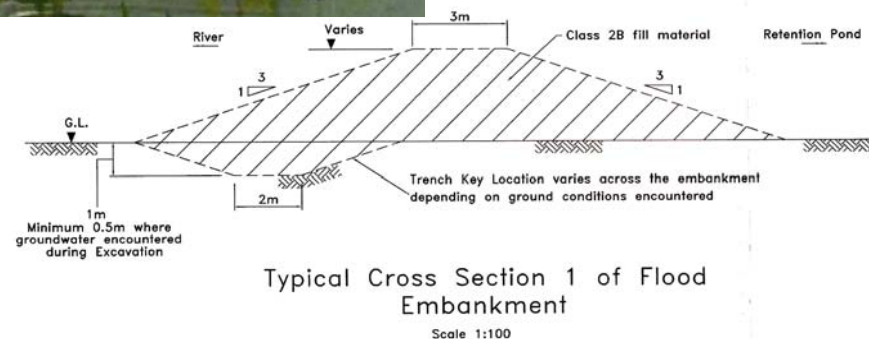 3m
River
Varies
Class 2B fill material
Retention Pond
3
1
3
1
G.L.
Trench Key Location varies across the embankment
depending on ground conditions encountered
2m
1m
Minimum 0.5m where
groundwater encountered
during Excavation
Typical Cross Section 1 of Flood
Embankment
Scale 1:100